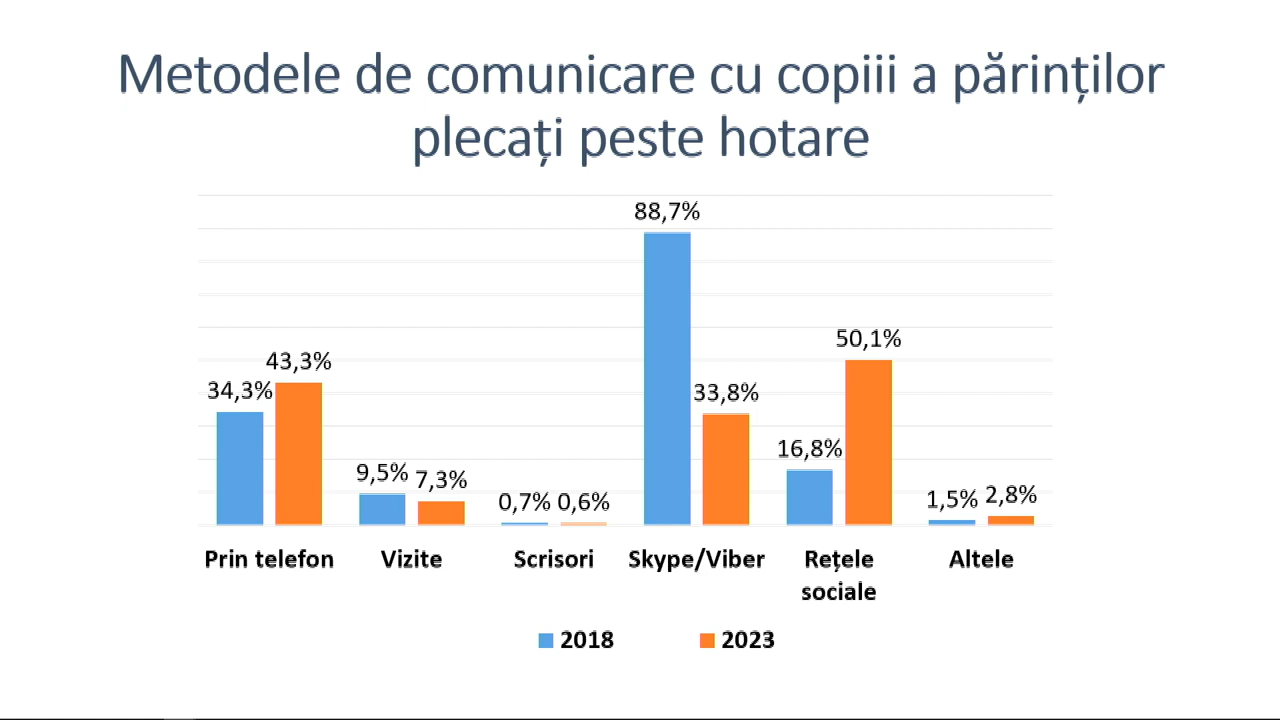 Metodele de comunicare cu copiii a părinților
plecați peste hotare
88,7%
50,1%
43,3%
34,3%
33,8%
16,8%
9,5% 7,3%
0,7% 0,6%
1,5% 2,8%
Prin telefon Vizite Scrisori Skype/Viber Rețele
sociale Altele
2018 2023